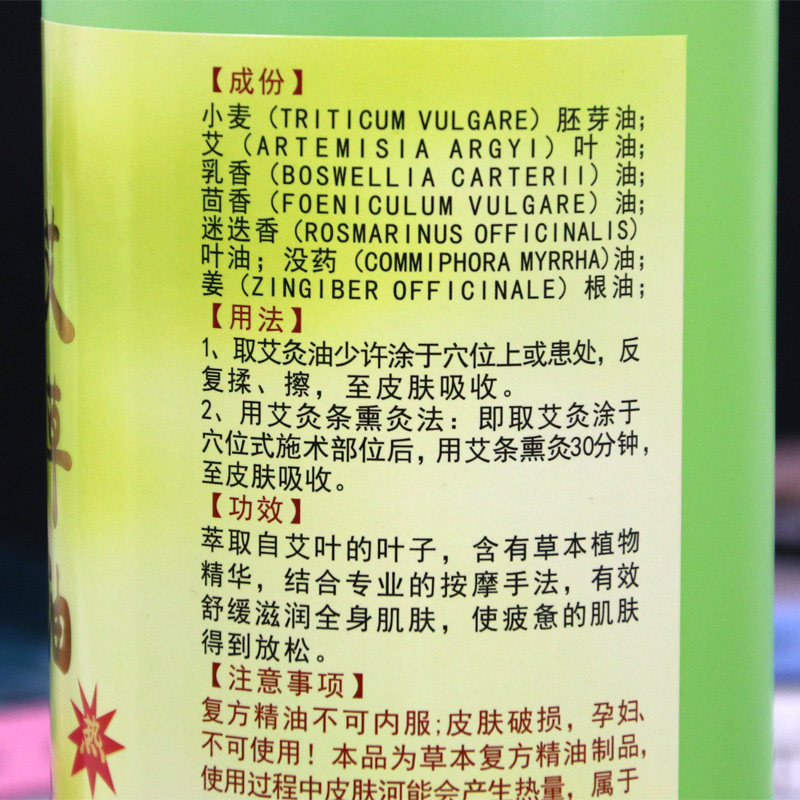 【成份】
小麦（TRITICUM VULGARE）胚芽油；
艾（ARTEMISIA ARGYI）叶 油；
乳香（BOSWELLIA CARTERII）油；
茴香（FOENICULUM VULGARE）油；
迷迭香（ROSMARINUS OFFICINALIS）
叶油；没药（COMMIPHORA MYRRHA)油；
姜（ZINGIBER OFFICINALE）根油；
【用法】
1、取艾灸油少许涂于穴位上或患处，反
复揉、擦，至皮肤吸收。
2、用艾灸条熏灸法：即取艾灸涂于
穴位式施术部位后，用艾条熏灸30分钟，
至皮肤吸收。
【功效】
萃取自艾叶的叶子，含有草本植物
精华，结合专业的按摩手法，有效
舒缓滋润全身肌肤，使疲惫的肌肤
得到放松。
【注意事项】
复方精油不可内服；皮肤破损，孕妇、
不可使用！本品为草本复方精油制品，
使用过程中皮肤河能会产生热量，属于
艾草油
热